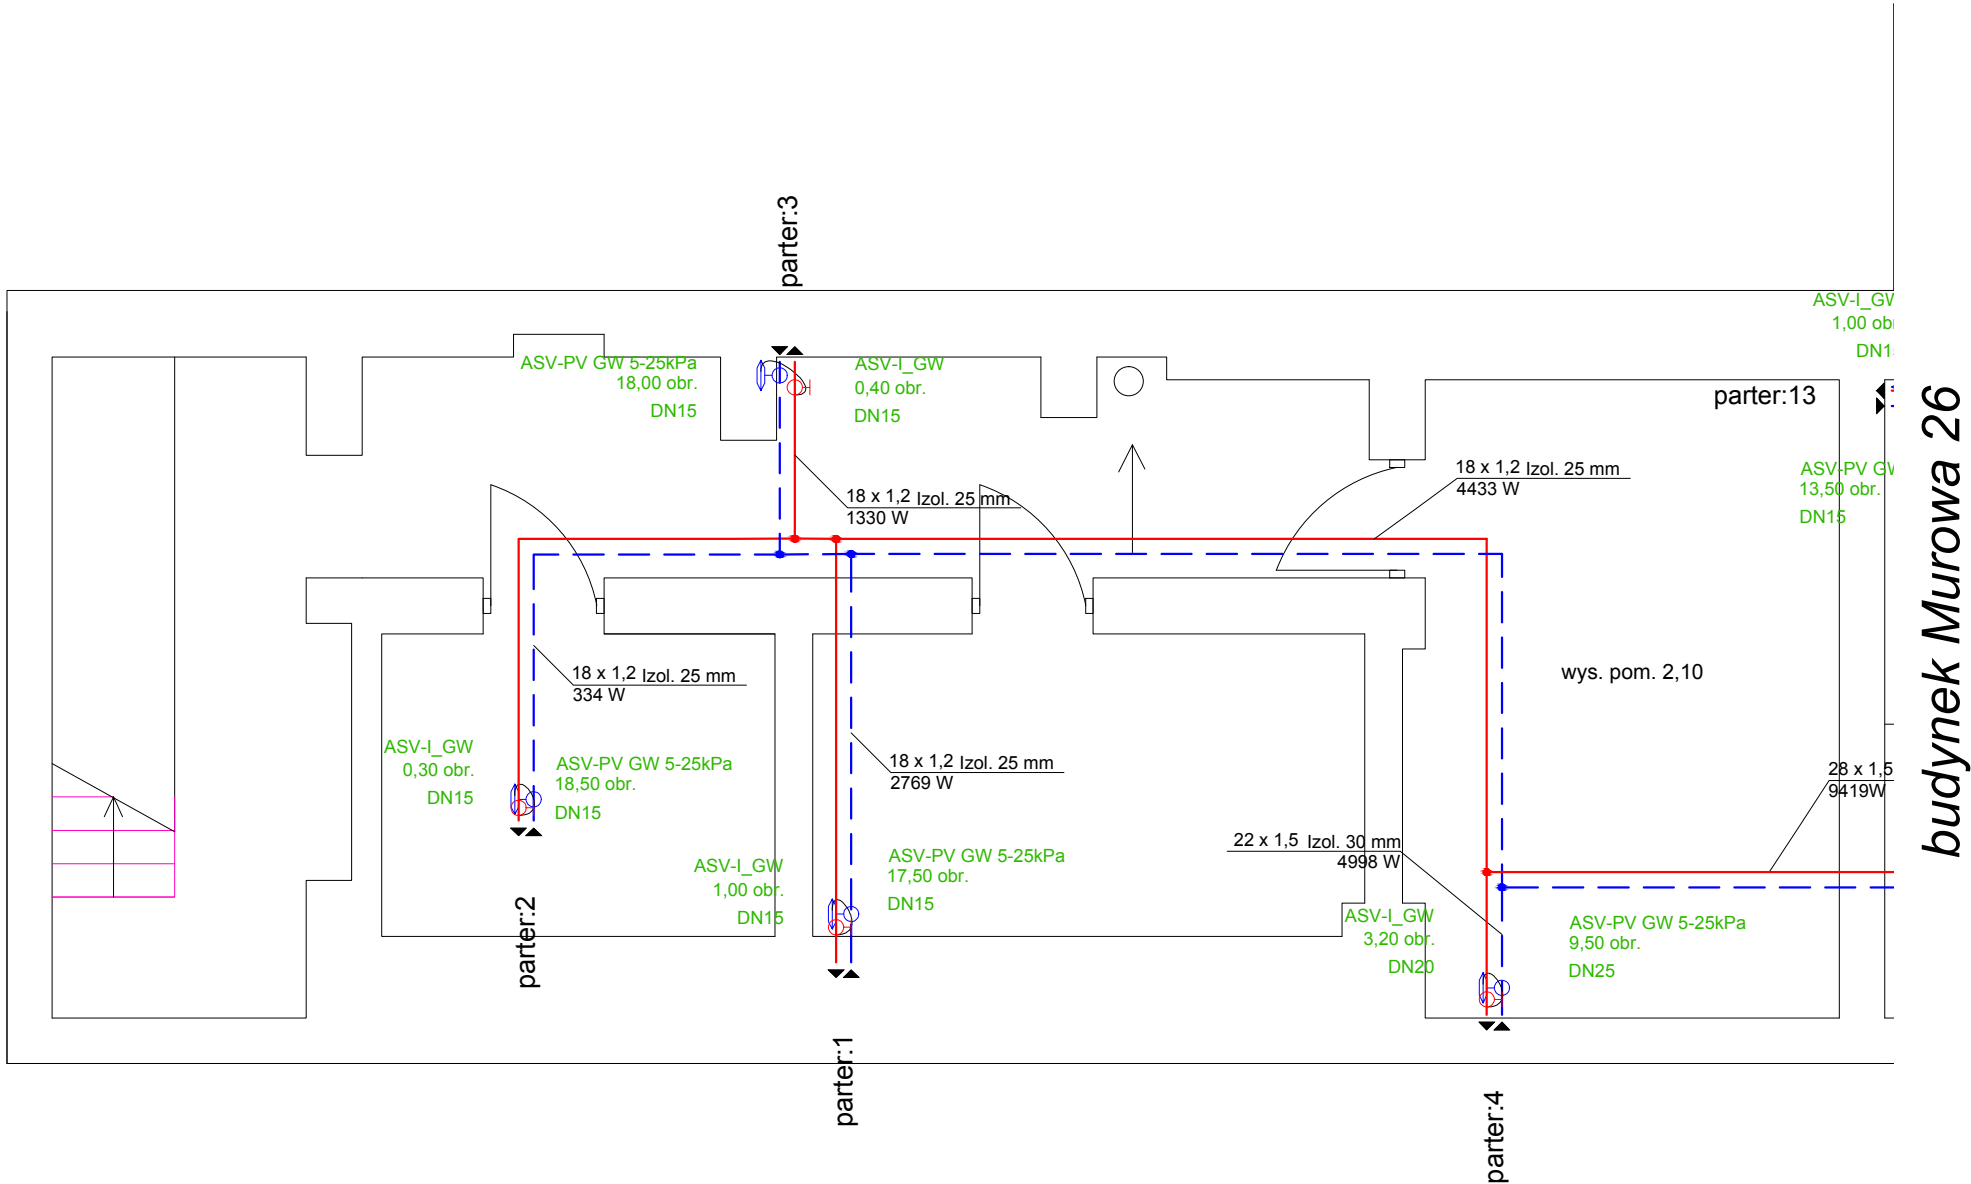 parter:3
ASV-I_GW
1,00 obr
DN15
ASV-PV GW 5-25kPa
18,00 obr.
DN15
ASV-I_GW
0,40 obr.
DN15
parter:13
18 x 1,2 Izol. 25 mm
4433 W
ASV-PV GW
13,50 obr.
DN15
18 x 1,2 Izol. 25 mm
1330 W
budynek Murowa 26
18 x 1,2 Izol. 25 mm
334 W
wys. pom. 2,10
ASV-I_GW
0,30 obr.
DN15
ASV-PV GW 5-25kPa
18,50 obr.
DN15
18 x 1,2 Izol. 25 mm
2769 W
28 x 1,5
9419W
22 x 1,5 Izol. 30 mm
4998 W
ASV-I_GW
1,00 obr.
DN15
ASV-PV GW 5-25kPa
17,50 obr.
DN15
parter:2
ASV-I_GW
3,20 obr.
DN20
ASV-PV GW 5-25kPa
9,50 obr.
DN25
parter:1
parter:4